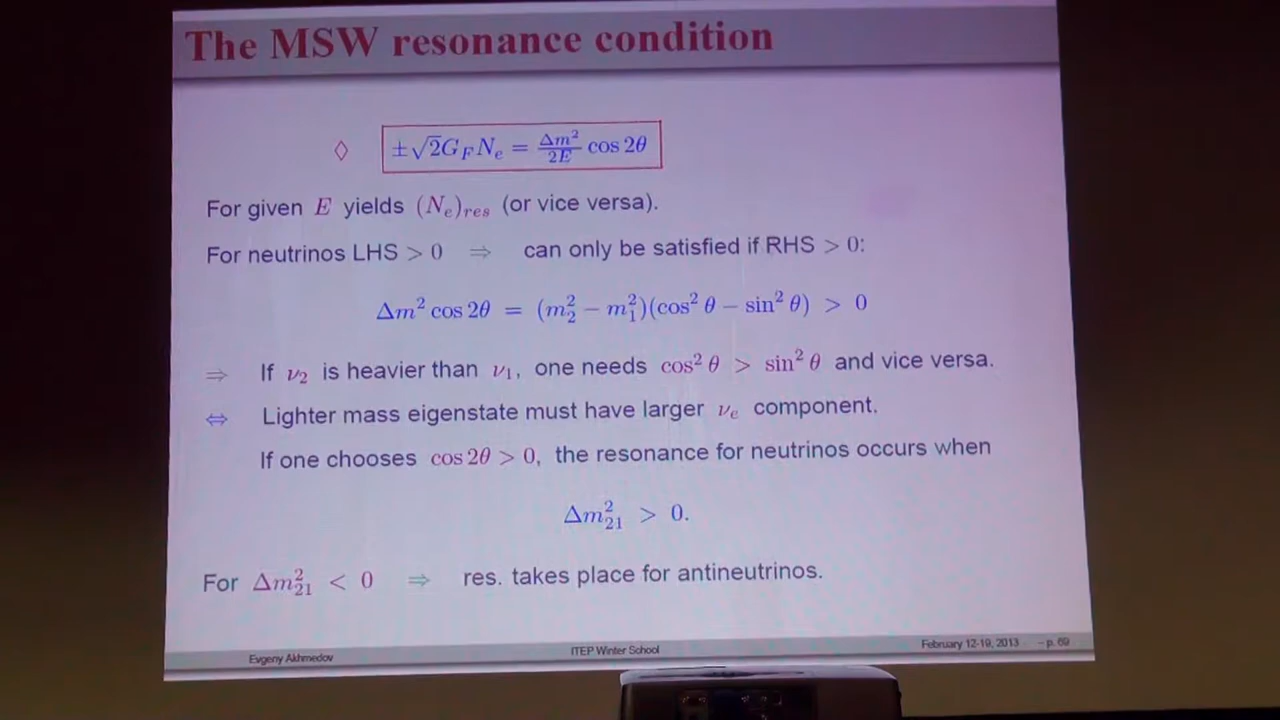 The MSW resonance condition
◊ ±√2G_F N_e = Δm²/2E cos 2θ
For given E yields (N_e)_res (or vice versa).
For neutrinos LHS > 0 ⇒ can only be satisfied if RHS > 0:
Δm² cos 2θ = (m₂² − m₁²)(cos² θ − sin² θ) > 0
⇒ If ν₂ is heavier than ν₁, one needs cos² θ > sin² θ and vice versa.
⇔ Lighter mass eigenstate must have larger ν_e component.
If one chooses cos 2θ > 0, the resonance for neutrinos occurs when
Δm²₂₁ > 0.
For Δm²₂₁ < 0 ⇒ res. takes place for antineutrinos.
Evgeny Akhmedov ITEP Winter School February 12-19, 2013 – p. 69